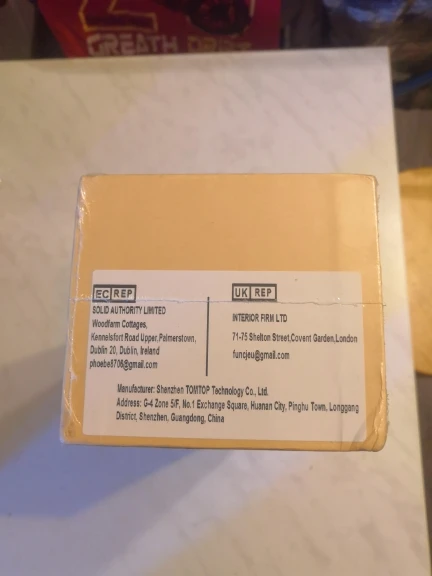 GREATH
EC REP
SOLID AUTHORITY LIMITED
Woodfarm Cottages,
Kennelsfort Road Upper,Palmerstown,
Dublin 20, Dublin, Ireland
phoebe8706@gmail.com
UK REP
INTERIOR FIRM LTD
71-75 Shelton Street,Covent Garden,London
funcjeu@gmail.com
Manufacturer: Shenzhen TOMTOP Technology Co., Ltd.
Address: G-4 Zone 5/F, No.1 Exchange Square, Huanan City, Pinghu Town, Longgang
District, Shenzhen, Guangdong, China